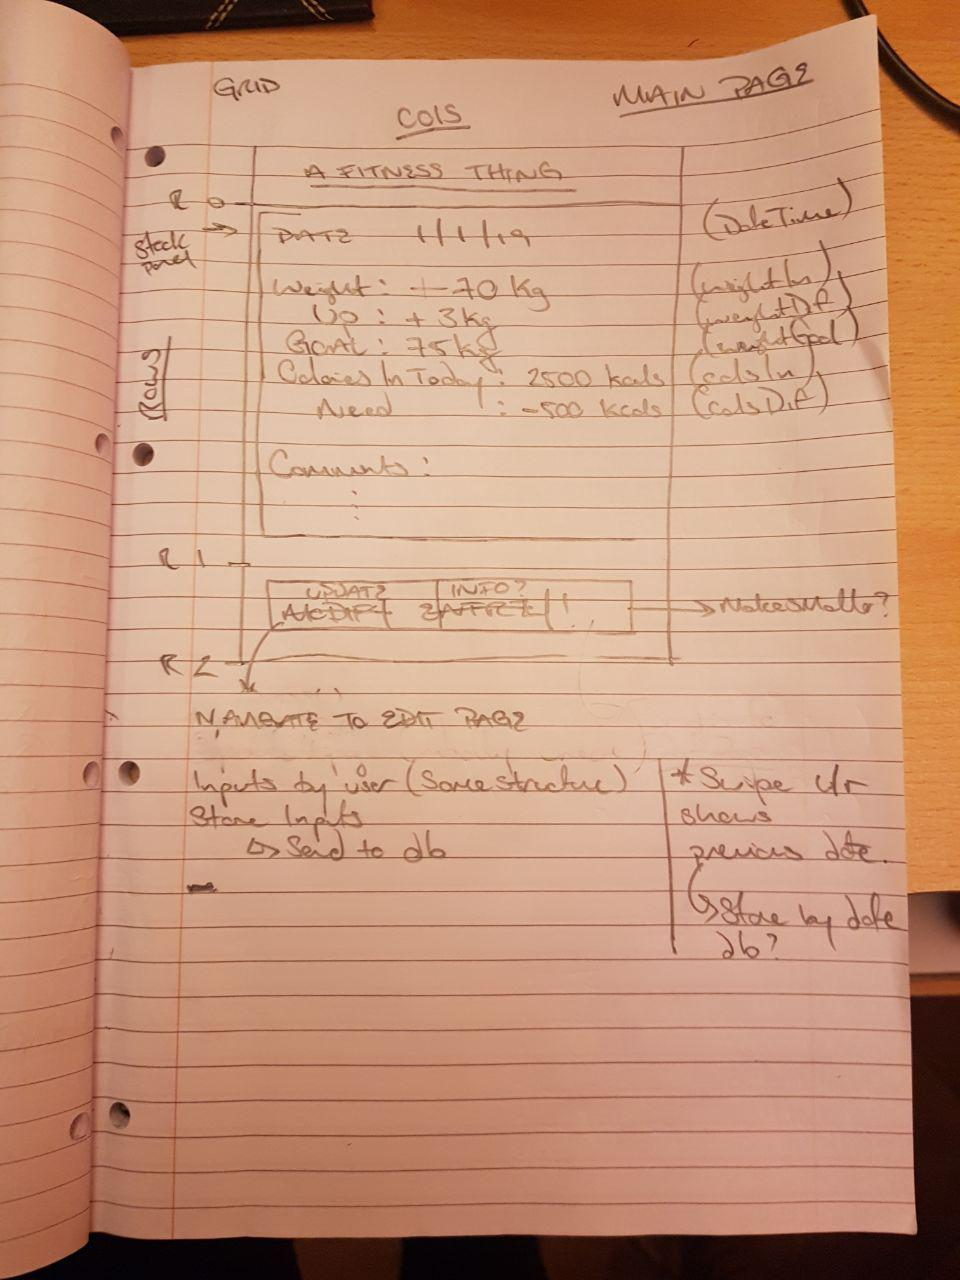 GRID
MAIN PAGE
COLS
A FITNESS THING
R 0
Stack panel
DATE 1/1/19 (DateTime)
Weight: 70 Kg (weightIn)
Up: +3kg (weightDif)
GOAL: 75kg (weightGoal)
Rows
Calories In Today: 2500 kcals (calsIn)
Need : -500 kcals (calsDif)
Comments:
R 1
UPDATE INFO?
!
→ Make smaller?
R 2
NAVIGATE TO EDIT PAGE
Inputs by user (Same structure)
Store Inputs
↳ Send to db
* Swipe l/r
shows
previous date.
↳ Store by date
db?